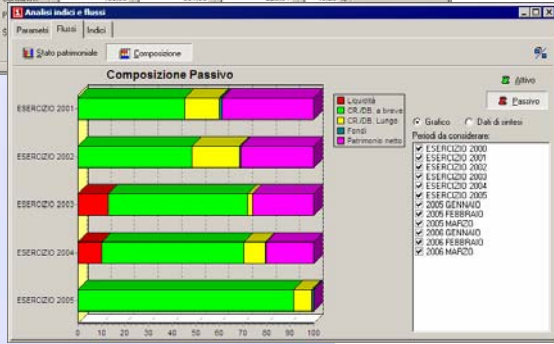 Analisi indici e flussi
Parametri Flussi Indici
Stato patrimoniale Composizione
Composizione Passivo
Attivo
Passivo
Grafico Dati di sintesi
Periodi da considerare:
ESERCIZIO 2000
ESERCIZIO 2001
ESERCIZIO 2002
ESERCIZIO 2003
ESERCIZIO 2004
ESERCIZIO 2005
2005 GENNAIO
2005 FEBBRAIO
2005 MARZO
2006 GENNAIO
2006 FEBBRAIO
2006 MARZO
Liquidità
CR./DB. a breve
CR./DB. Lungo
Fondi
Patrimonio netto
ESERCIZIO 2001
ESERCIZIO 2002
ESERCIZIO 2003
ESERCIZIO 2004
ESERCIZIO 2005
0 10 20 30 40 50 60 70 80 90 100